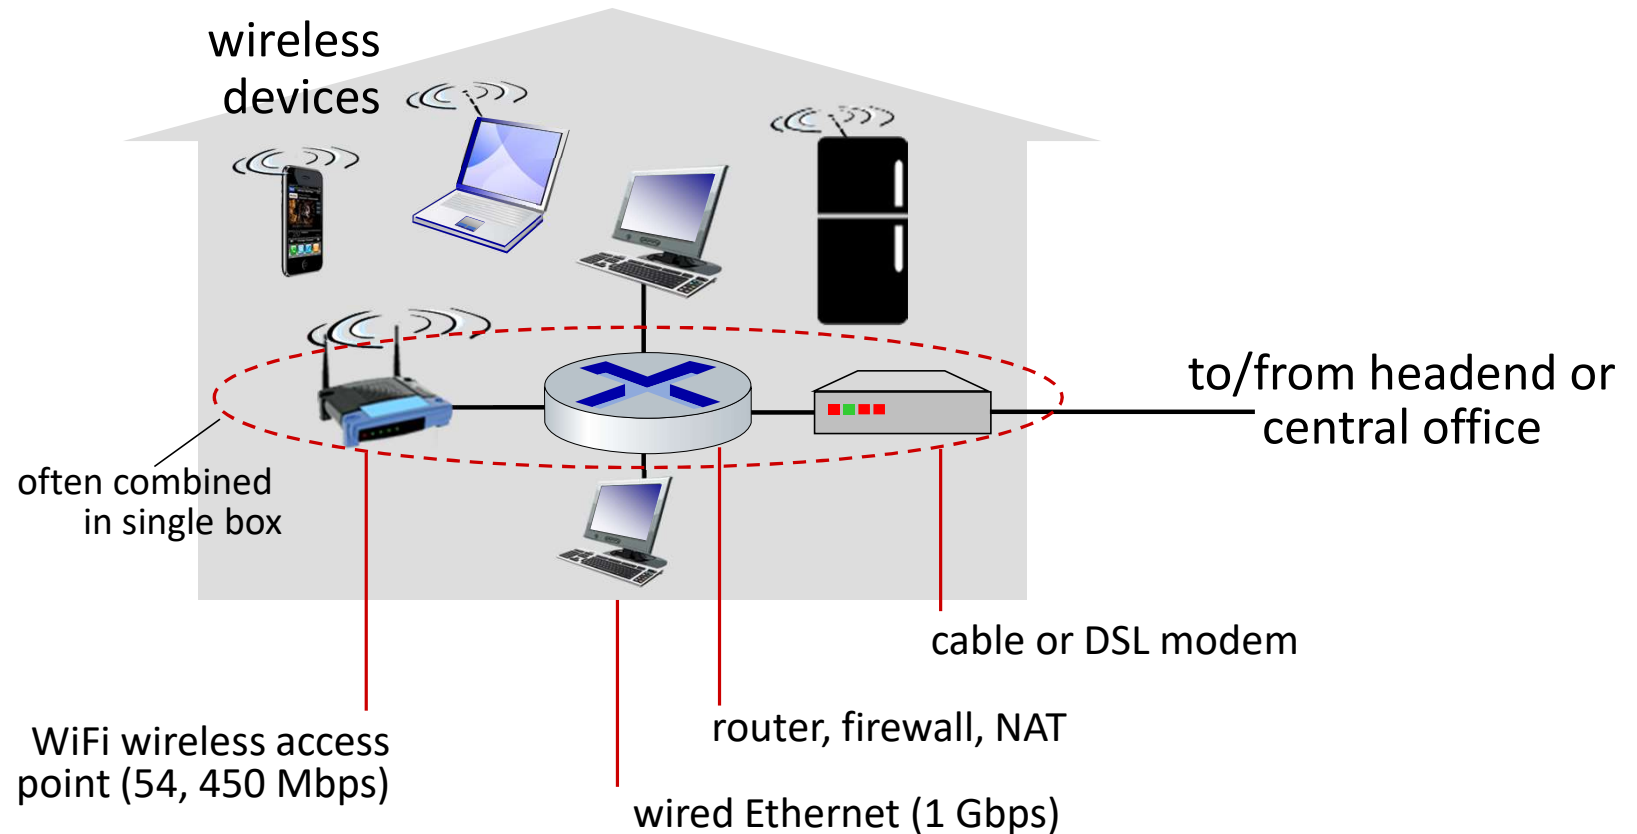 wireless
devices
to/from headend or
central office
often combined
in single box
cable or DSL modem
router, firewall, NAT
WiFi wireless access
point (54, 450 Mbps)
wired Ethernet (1 Gbps)